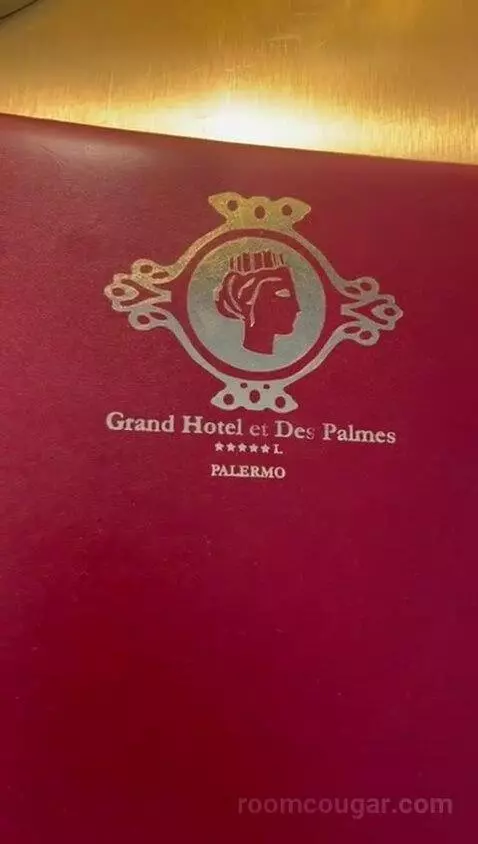 Grand Hotel et Des Palmes
★★★★★L
PALERMO
roomcougar.com